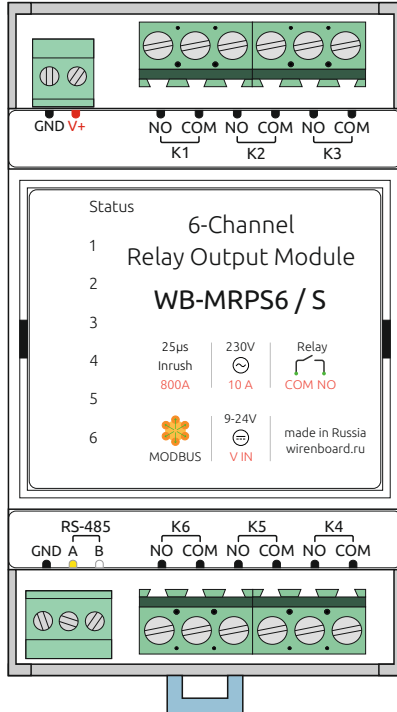 GND V+ NO COM NO COM NO COM
K1 K2 K3
Status
6-Channel
Relay Output Module
WB-MRPS6 / S
1
2
3
4
5
6
25µs
Inrush
800A
230V
10 A
Relay
COM NO
MODBUS
9-24V
V IN
made in Russia
wirenboard.ru
RS-485 K6 K5 K4
GND A B NO COM NO COM NO COM